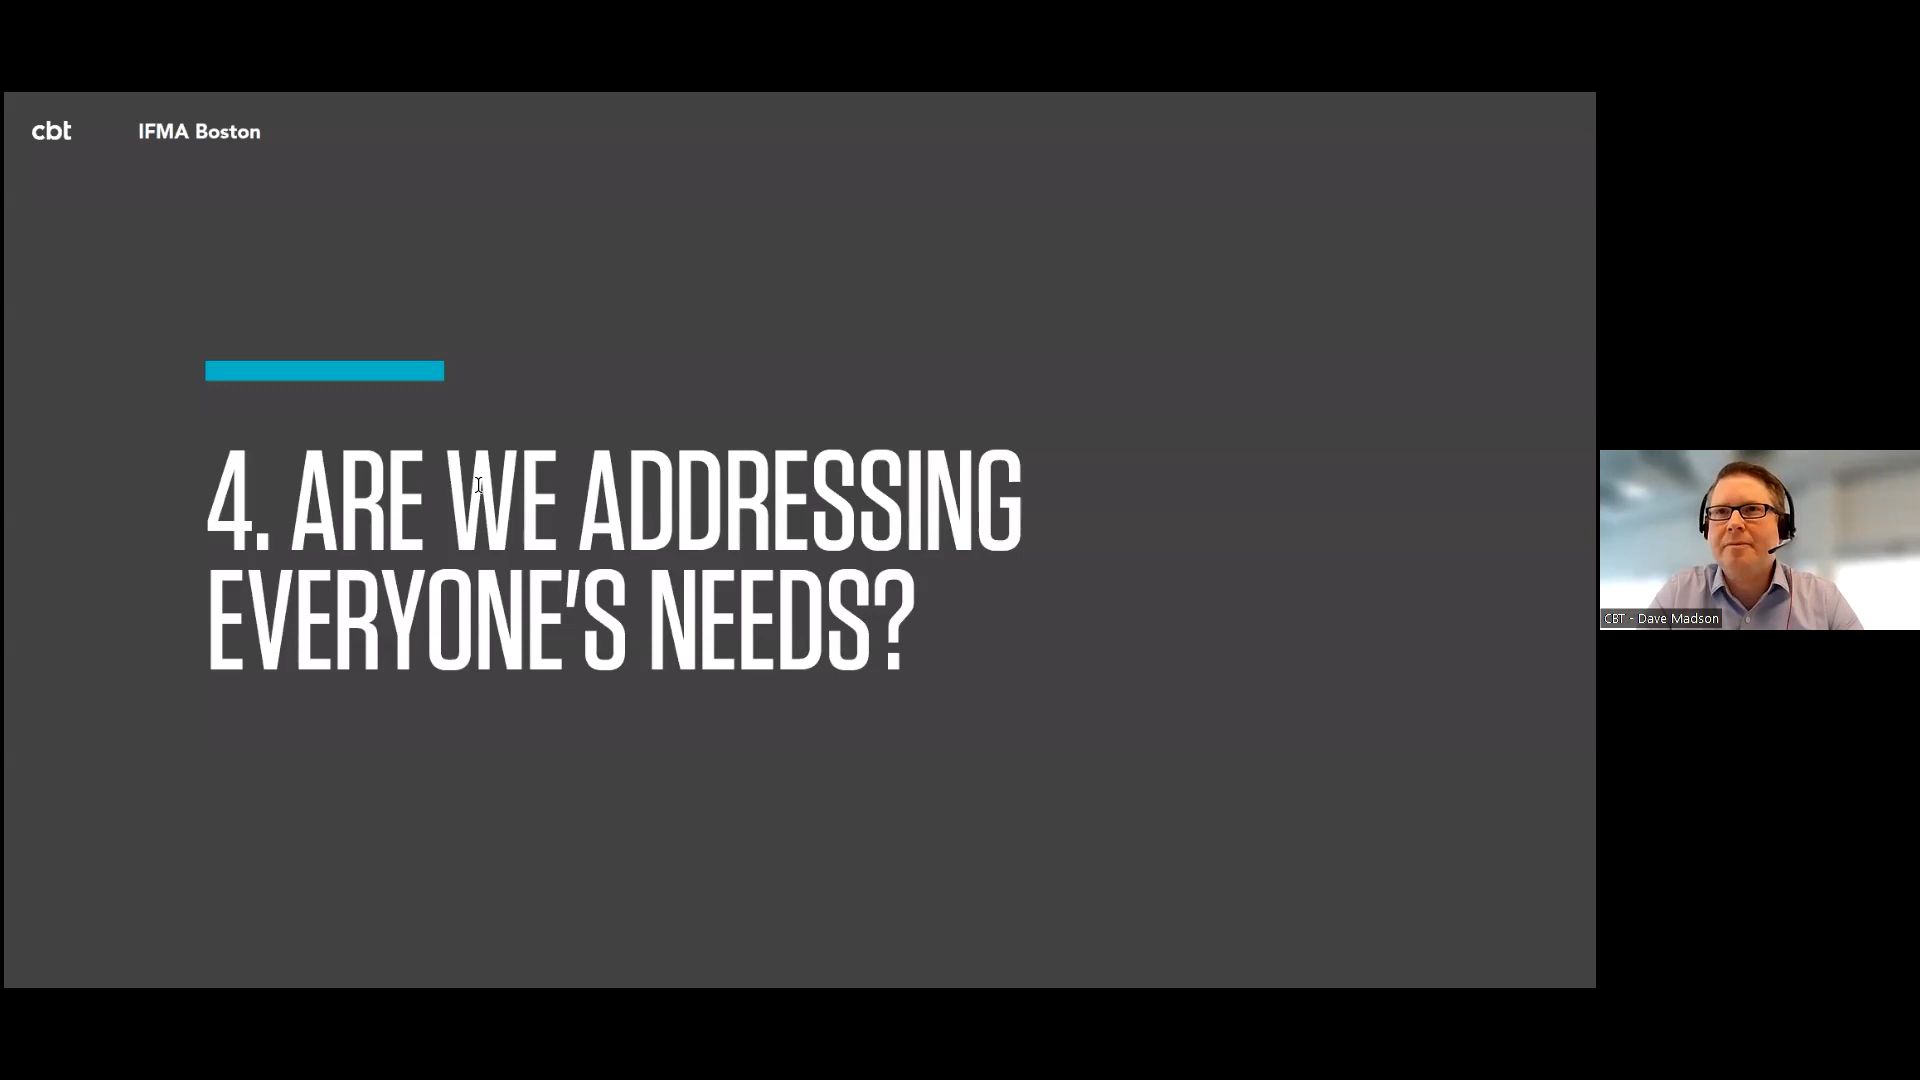 cbt
IFMA Boston
4. ARE WE ADDRESSING
EVERYONE'S NEEDS?
CBT - Dave Madson